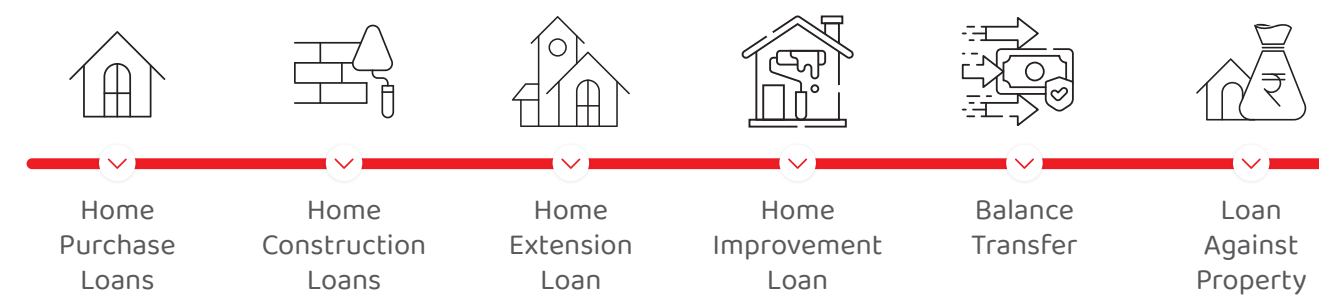 ₹
Home
Purchase
Loans
Home
Construction
Loans
Home
Extension
Loan
Home
Improvement
Loan
Balance
Transfer
Loan
Against
Property